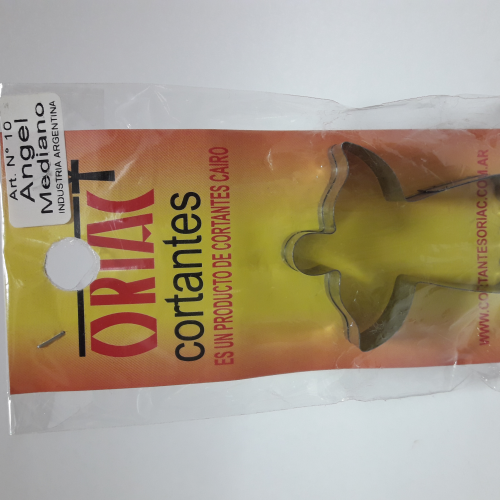 Art. N° 10
Angel
Mediano
INDUSTRIA ARGENTINA
ORIAC
cortantes
ES UN PRODUCTO DE CORTANTES CAIRO
WWW.CORTANTESORIAC.COM.AR